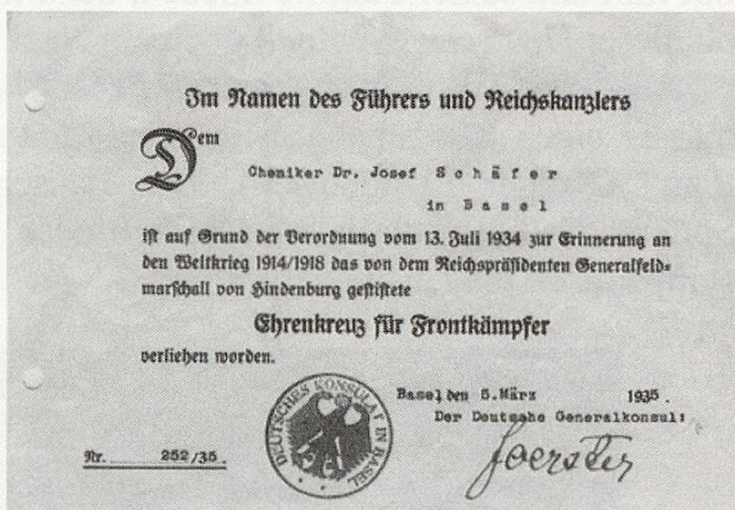 Im Namen des Führers und Reichskanzlers
Dem
Chemiker Dr. Josef Schäfer
in Basel
ist auf Grund der Verordnung vom 13. Juli 1934 zur Erinnerung an
den Weltkrieg 1914/1918 das von dem Reichspräsidenten Generalfeld-
marschall von Hindenburg gestiftete
Ehrenkreuz für Frontkämpfer
verliehen worden.
Basel den 5. März 1935.
Der Deutsche Generalkonsul:
DEUTSCHES KONSULAT IN BASEL
Nr. 252/35.
foerster